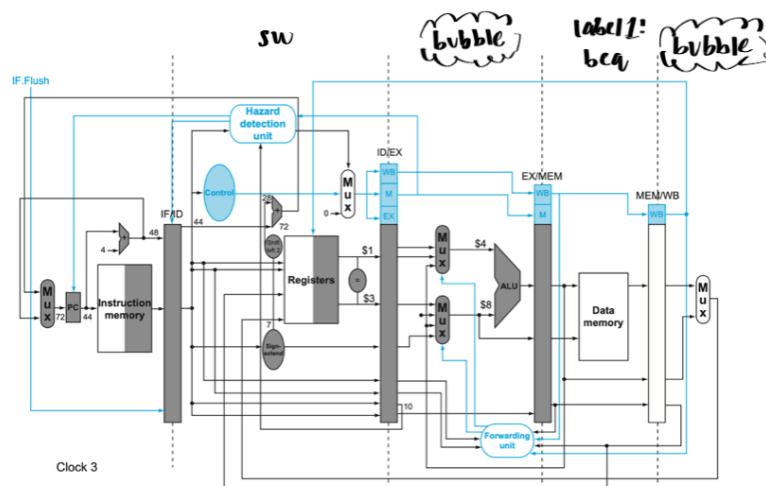 sw
bubble
label1:
beq
bubble
IF.Flush
Hazard
detection
unit
ID/EX
WB
M
EX
Control
Mux
0
EX/MEM
WB
M
MEM/WB
WB
IF/ID
44
28
72
+
Shift
left 2
48
4
+
Mux
PC
72
44
Instruction
memory
Registers
$1
=
$3
7
Sign-
extend
Mux
Mux
$4
$8
ALU
Data
memory
Mux
10
Forwarding
unit
Clock 3